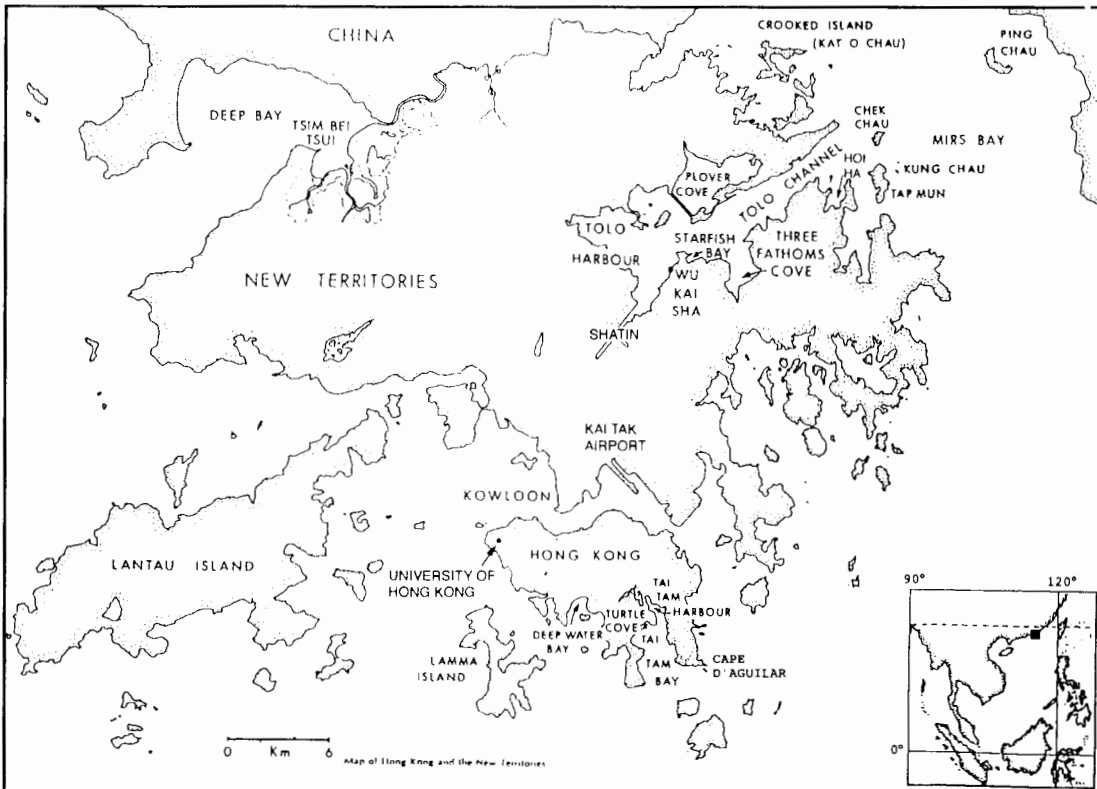 CHINA
CROOKED ISLAND
(KAT O CHAU)
PING
CHAU
DEEP BAY
TSIM BEI
TSUI
CHEK
CHAU
MIRS BAY
PLOVER
COVE
TOLO CHANNEL
HOI
HA
KUNG CHAU
TAP MUN
TOLO
HARBOUR
STARFISH
BAY
THREE
FATHOMS
COVE
NEW TERRITORIES
WU
KAI
SHA
SHATIN
KAI TAK
AIRPORT
KOWLOON
HONG KONG
LANTAU ISLAND
UNIVERSITY OF
HONG KONG
TAI
TAM
HARBOUR
TURTLE
COVE
DEEP WATER
BAY
TAI
TAM
BAY
LAMMA
ISLAND
CAPE
D'AGUILAR
90°
120°
0°
0 Km 6
Map of Hong Kong and the New Territories